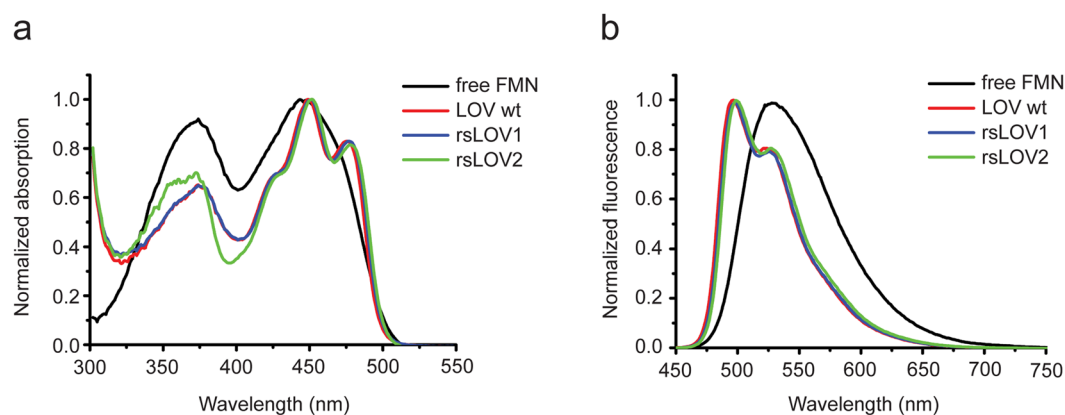 a
free FMN
LOV wt
rsLOV1
rsLOV2
Normalized absorption
1.0
0.8
0.6
0.4
0.2
0.0
300 350 400 450 500 550
Wavelength (nm)
b
free FMN
LOV wt
rsLOV1
rsLOV2
Normalized fluorescence
1.0
0.8
0.6
0.4
0.2
0.0
450 500 550 600 650 700 750
Wavelength (nm)